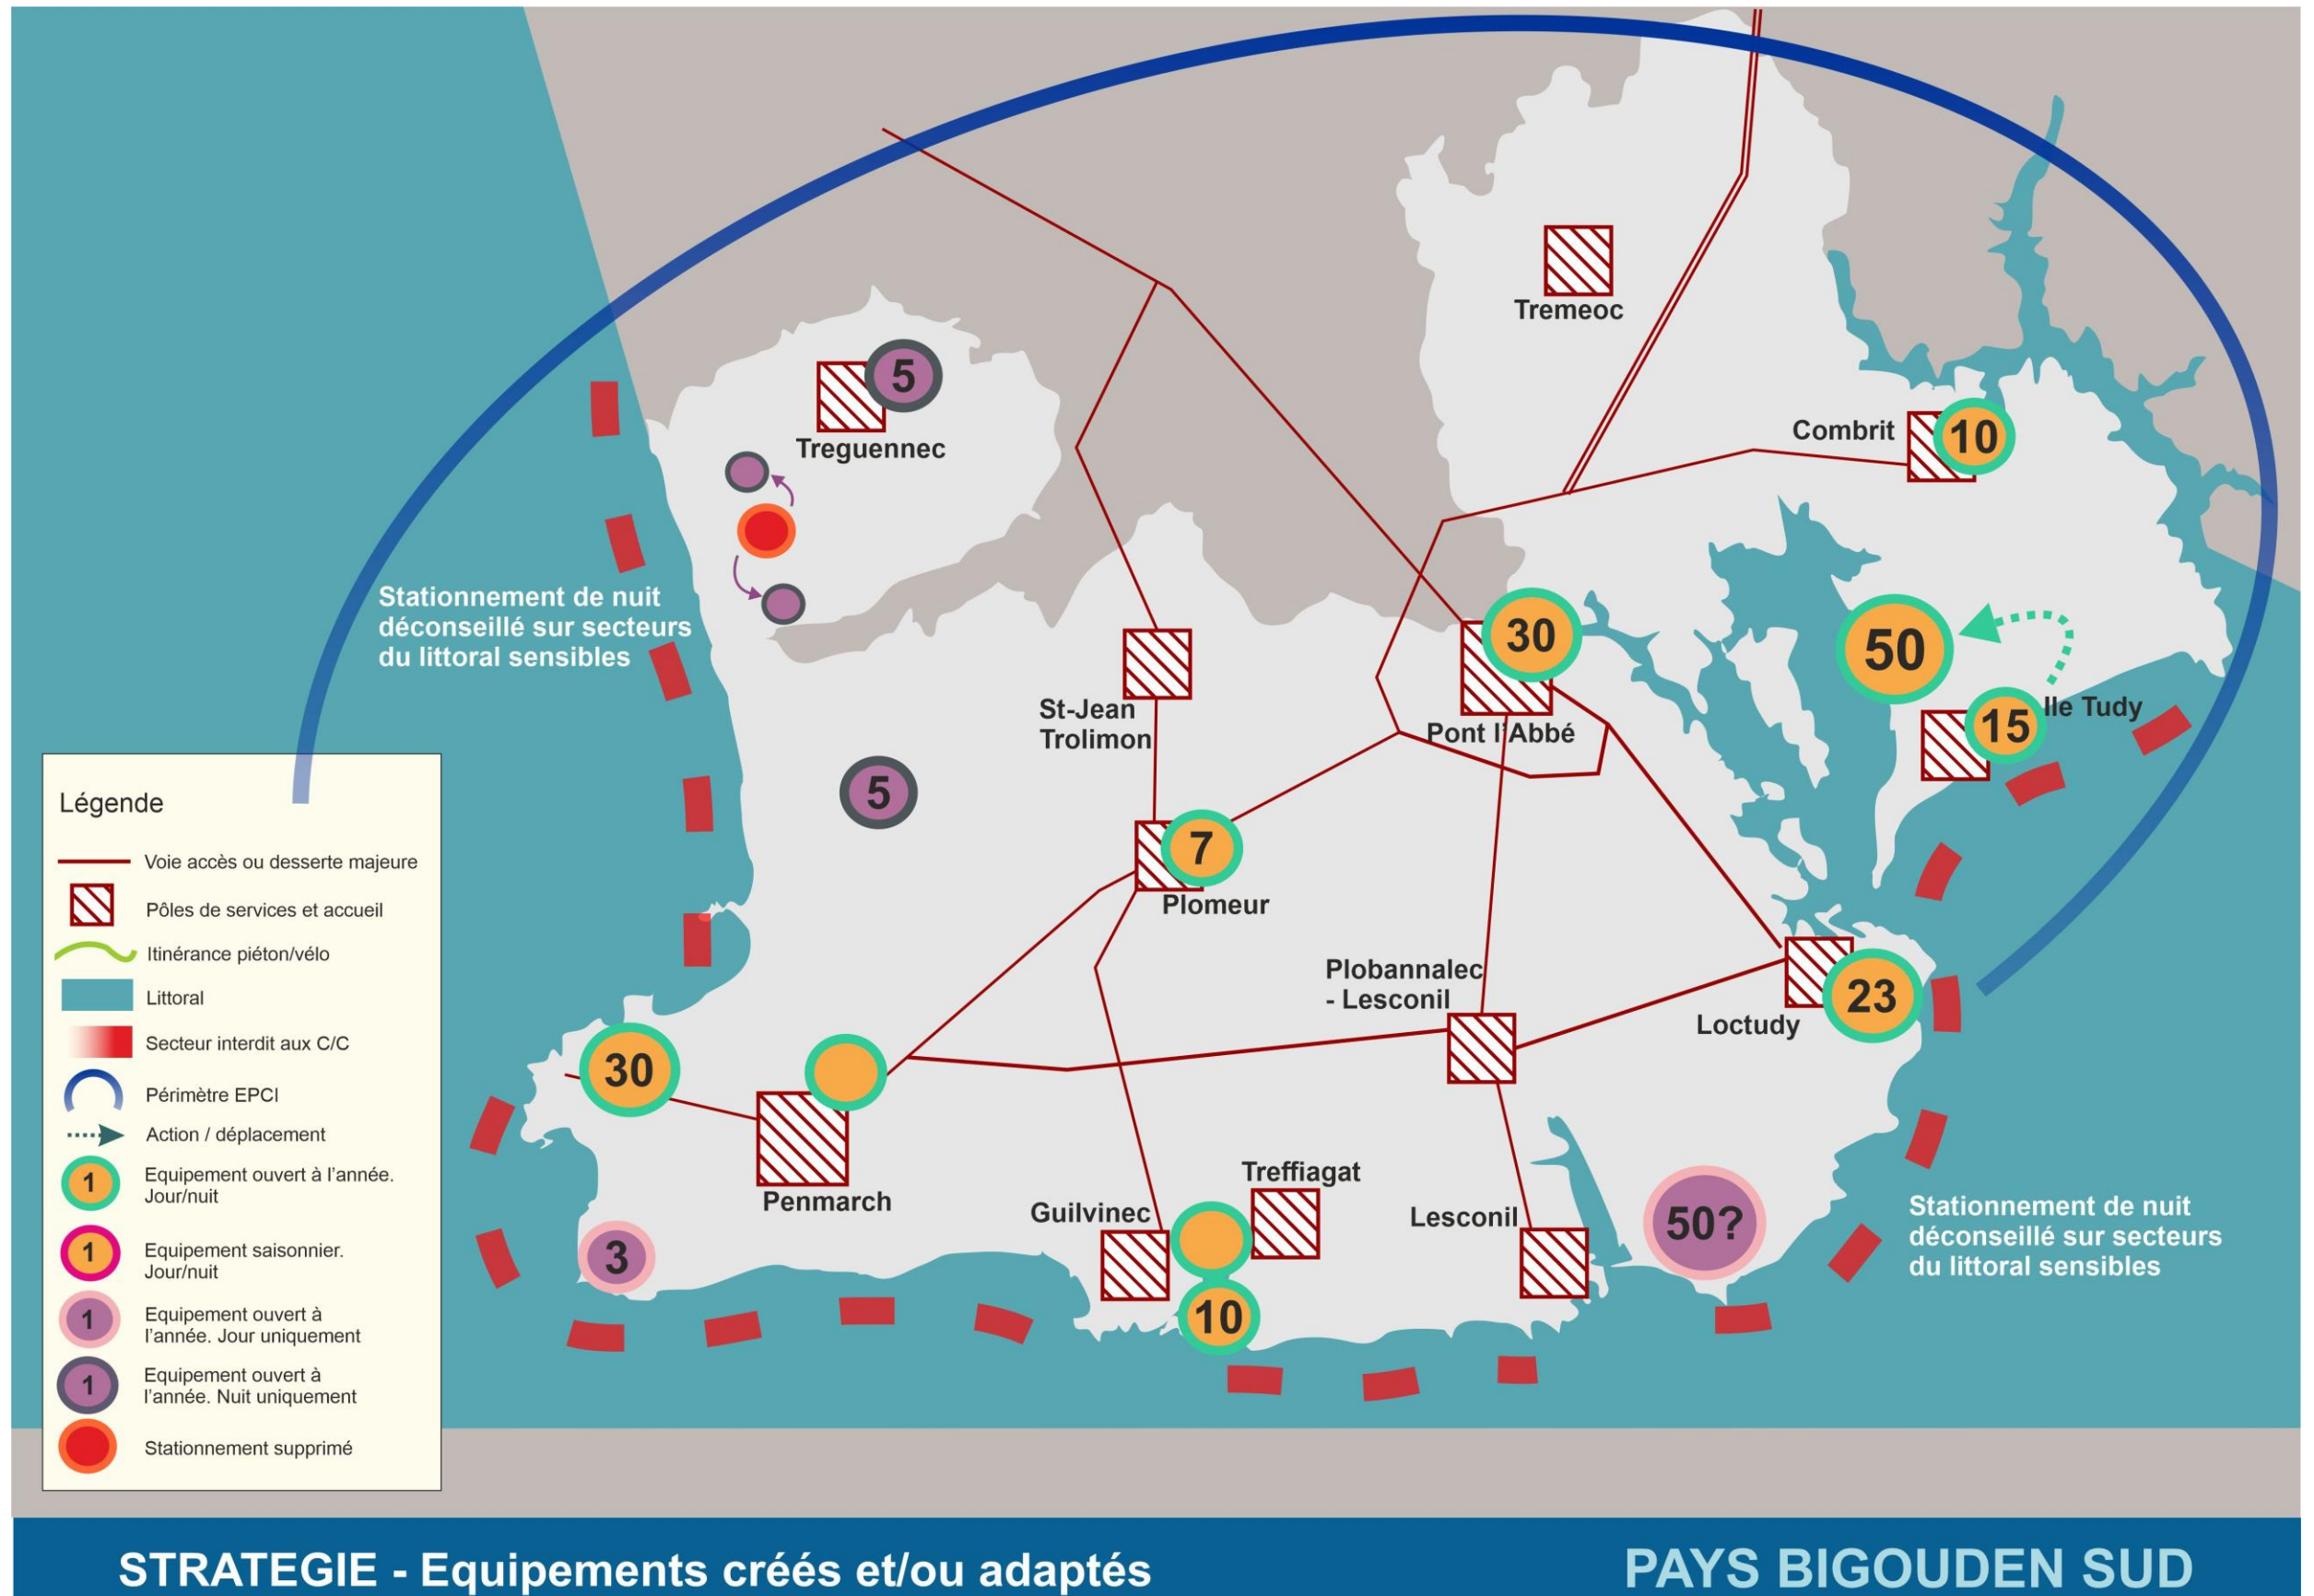 Tremeoc
5
Treguennec
Combrit
10
Stationnement de nuit
déconseillé sur secteurs
du littoral sensibles
30
50
St-Jean
Trolimon
Pont l'Abbé
15
Ile Tudy
5
7
Plomeur
Plobannalec
- Lesconil
23
Loctudy
30
Penmarch
3
Guilvinec
Treffiagat
10
Lesconil
50?
Stationnement de nuit
déconseillé sur secteurs
du littoral sensibles
Légende
Voie accès ou desserte majeure
Pôles de services et accueil
Itinérance piéton/vélo
Littoral
Secteur interdit aux C/C
Périmètre EPCI
Action / déplacement
1
Equipement ouvert à l'année.
Jour/nuit
1
Equipement saisonnier.
Jour/nuit
1
Equipement ouvert à
l'année. Jour uniquement
1
Equipement ouvert à
l'année. Nuit uniquement
Stationnement supprimé
STRATEGIE - Equipements créés et/ou adaptés
PAYS BIGOUDEN SUD